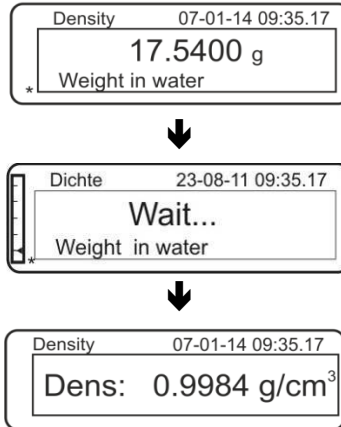 Density 07-01-14 09:35.17
17.5400 g
Weight in water
*
Dichte 23-08-11 09:35.17
Wait...
Weight in water
*
Density 07-01-14 09:35.17
Dens: 0.9984 g/cm³